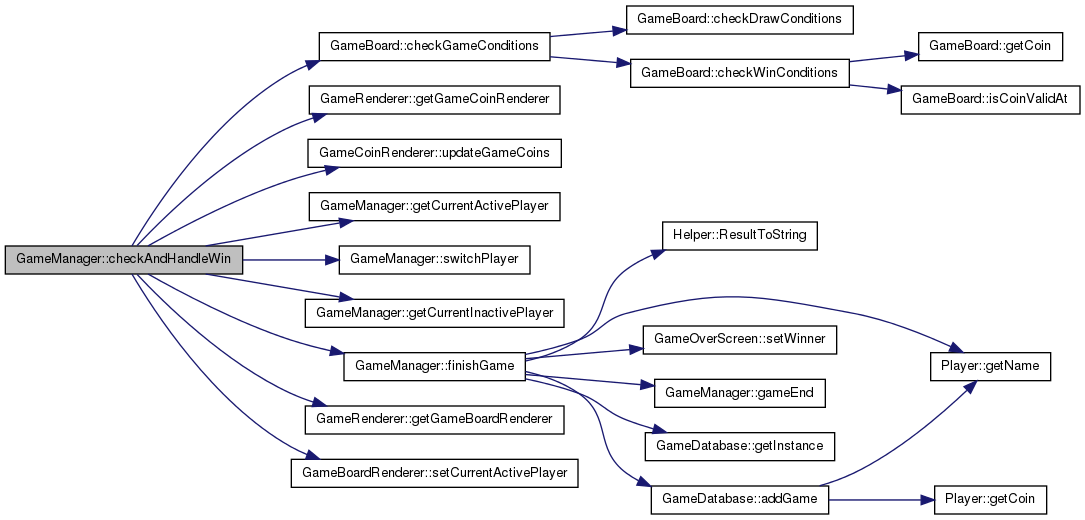 GameManager::checkAndHandleWin
GameBoard::checkGameConditions
GameBoard::checkDrawConditions
GameBoard::checkWinConditions
GameBoard::getCoin
GameBoard::isCoinValidAt
GameRenderer::getGameCoinRenderer
GameCoinRenderer::updateGameCoins
GameManager::getCurrentActivePlayer
GameManager::switchPlayer
GameManager::getCurrentInactivePlayer
GameManager::finishGame
Helper::ResultToString
GameOverScreen::setWinner
Player::getName
GameManager::gameEnd
GameDatabase::getInstance
GameDatabase::addGame
Player::getCoin
GameRenderer::getGameBoardRenderer
GameBoardRenderer::setCurrentActivePlayer